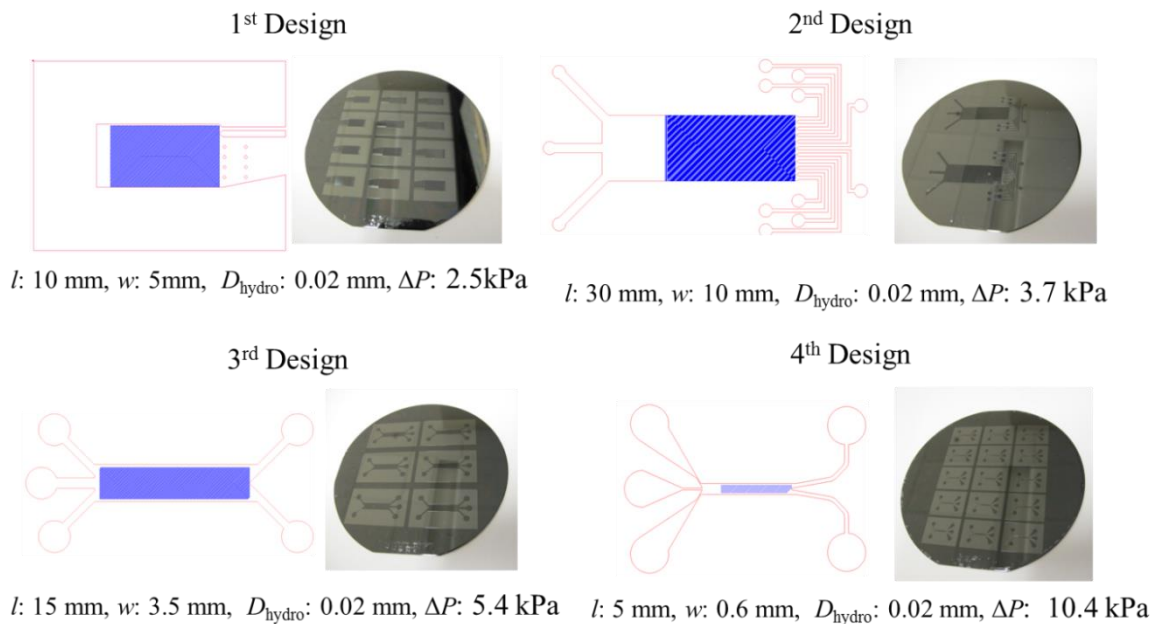 1st Design
2nd Design
l: 10 mm, w: 5mm, Dhydro: 0.02 mm, ΔP: 2.5kPa
l: 30 mm, w: 10 mm, Dhydro: 0.02 mm, ΔP: 3.7 kPa
3rd Design
4th Design
l: 15 mm, w: 3.5 mm, Dhydro: 0.02 mm, ΔP: 5.4 kPa
l: 5 mm, w: 0.6 mm, Dhydro: 0.02 mm, ΔP: 10.4 kPa